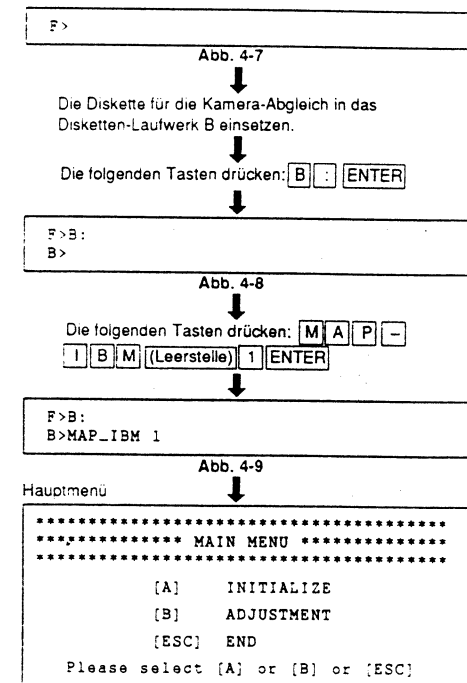 F>
Abb. 4-7
Die Diskette für die Kamera-Abgleich in das
Disketten-Laufwerk B einsetzen.
Die folgenden Tasten drücken: B : ENTER
F>B:
B>
Abb. 4-8
Die folgenden Tasten drücken: M A P –
I B M (Leerstelle) 1 ENTER
F>B:
B>MAP_IBM 1
Abb. 4-9
Hauptmenü
****************************************
************** MAIN MENU **************
****************************************
[A] INITIALIZE
[B] ADJUSTMENT
[ESC] END
Please select [A] or [B] or [ESC]